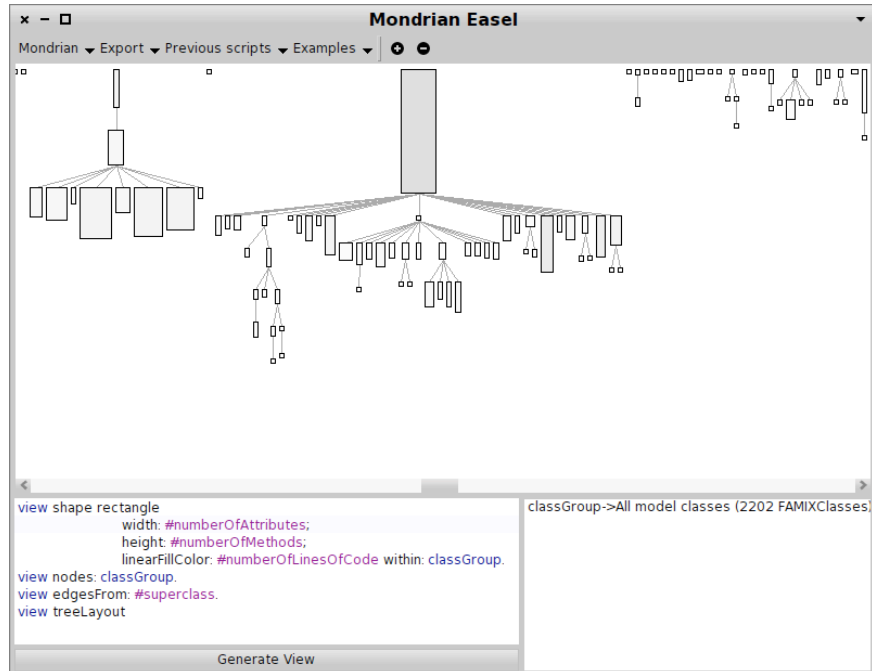 Mondrian Easel
Mondrian Export Previous scripts Examples
view shape rectangle
width: #numberOfAttributes;
height: #numberOfMethods;
linearFillColor: #numberOfLinesOfCode within: classGroup.
view nodes: classGroup.
view edgesFrom: #superclass.
view treeLayout
classGroup->All model classes (2202 FAMIXClasses)
Generate View